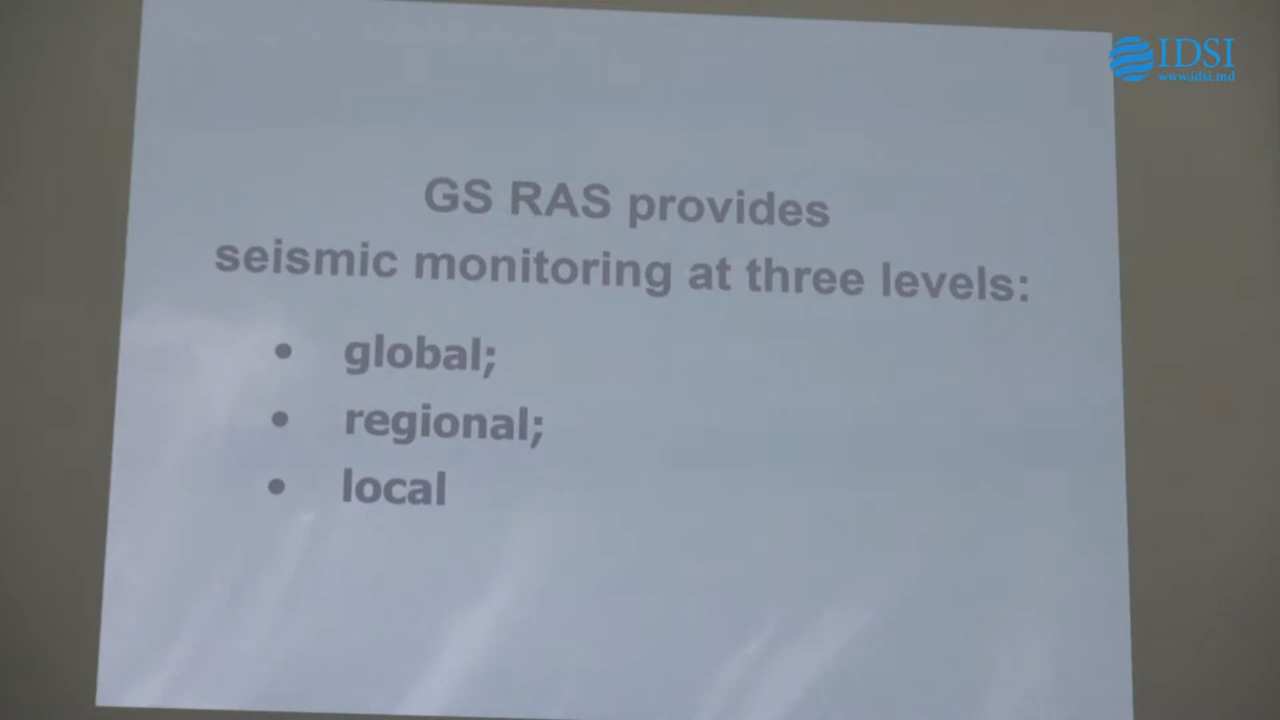 IDSI
www.idsi.md
GS RAS provides
seismic monitoring at three levels:
• global;
• regional;
• local